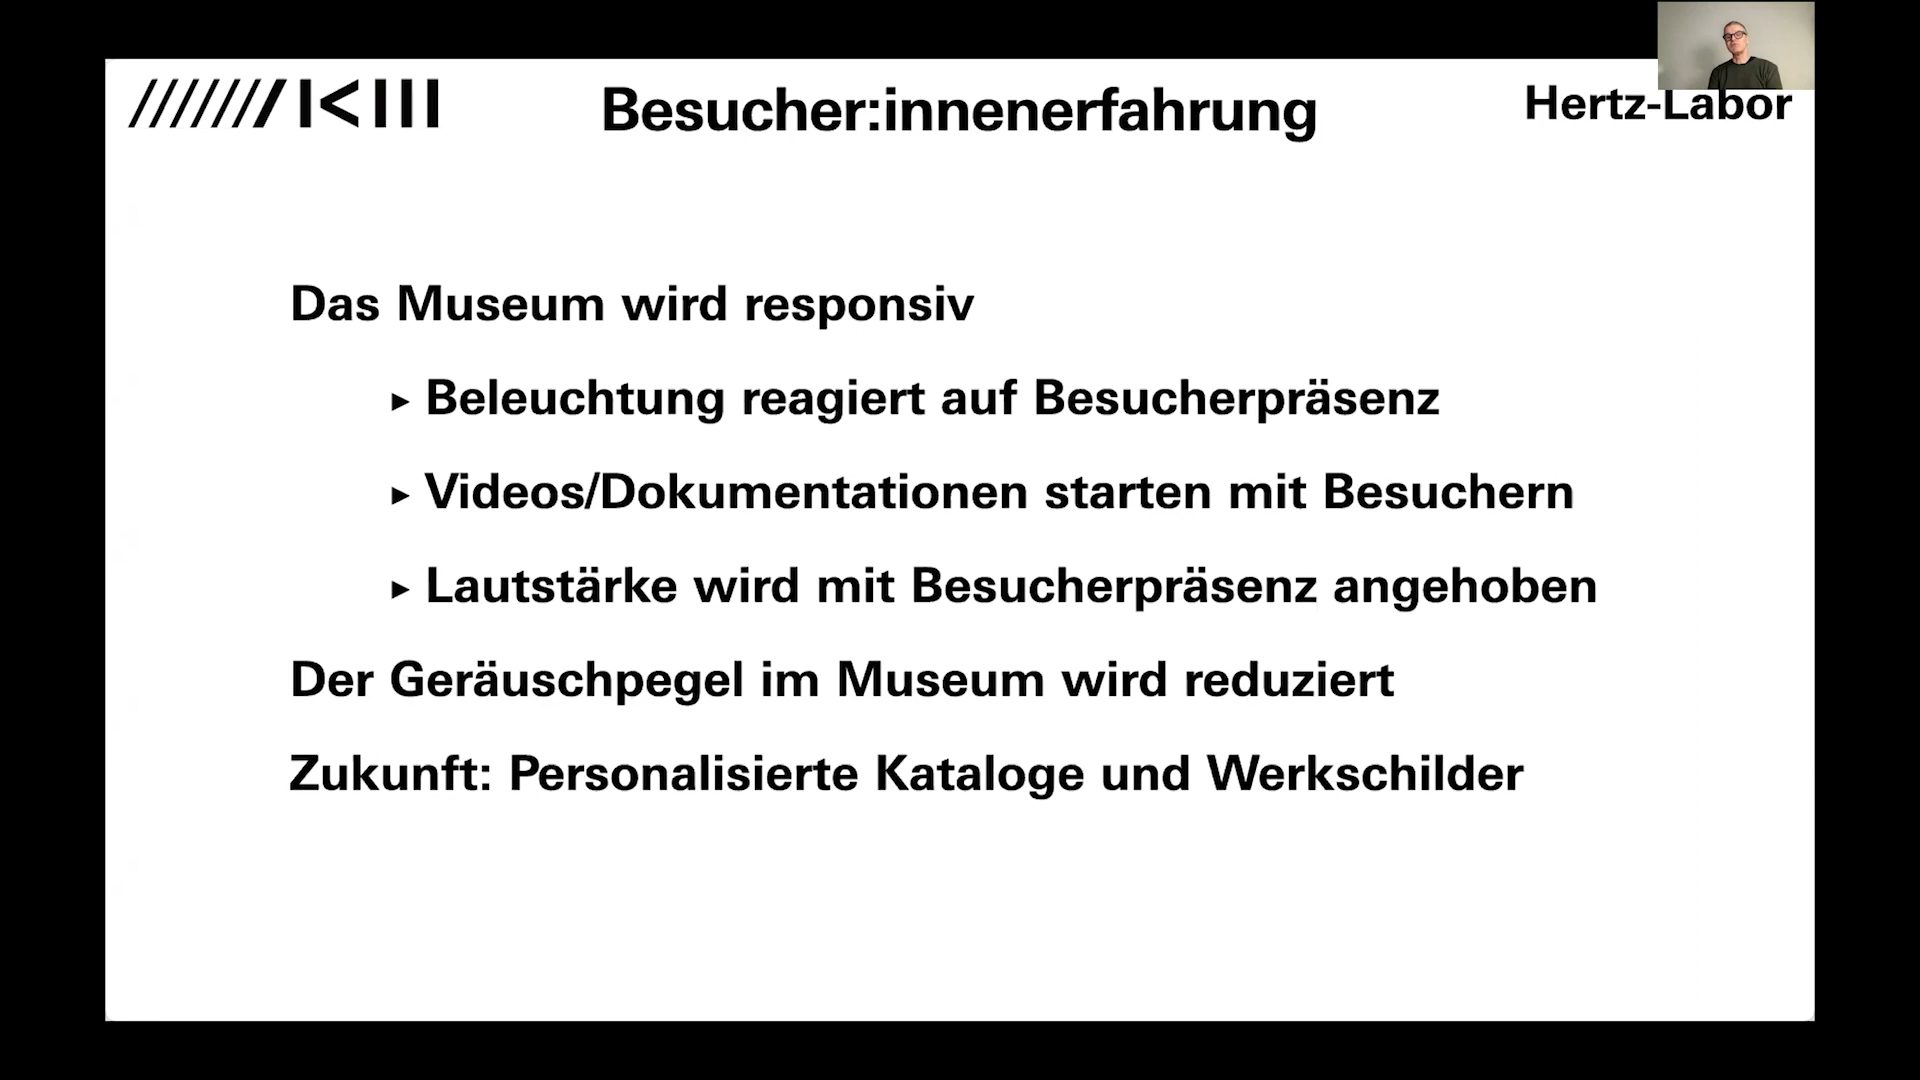 Besucher:innenerfahrung
Hertz-Labor
Das Museum wird responsiv
▸ Beleuchtung reagiert auf Besucherpräsenz
▸ Videos/Dokumentationen starten mit Besuchern
▸ Lautstärke wird mit Besucherpräsenz angehoben
Der Geräuschpegel im Museum wird reduziert
Zukunft: Personalisierte Kataloge und Werkschilder